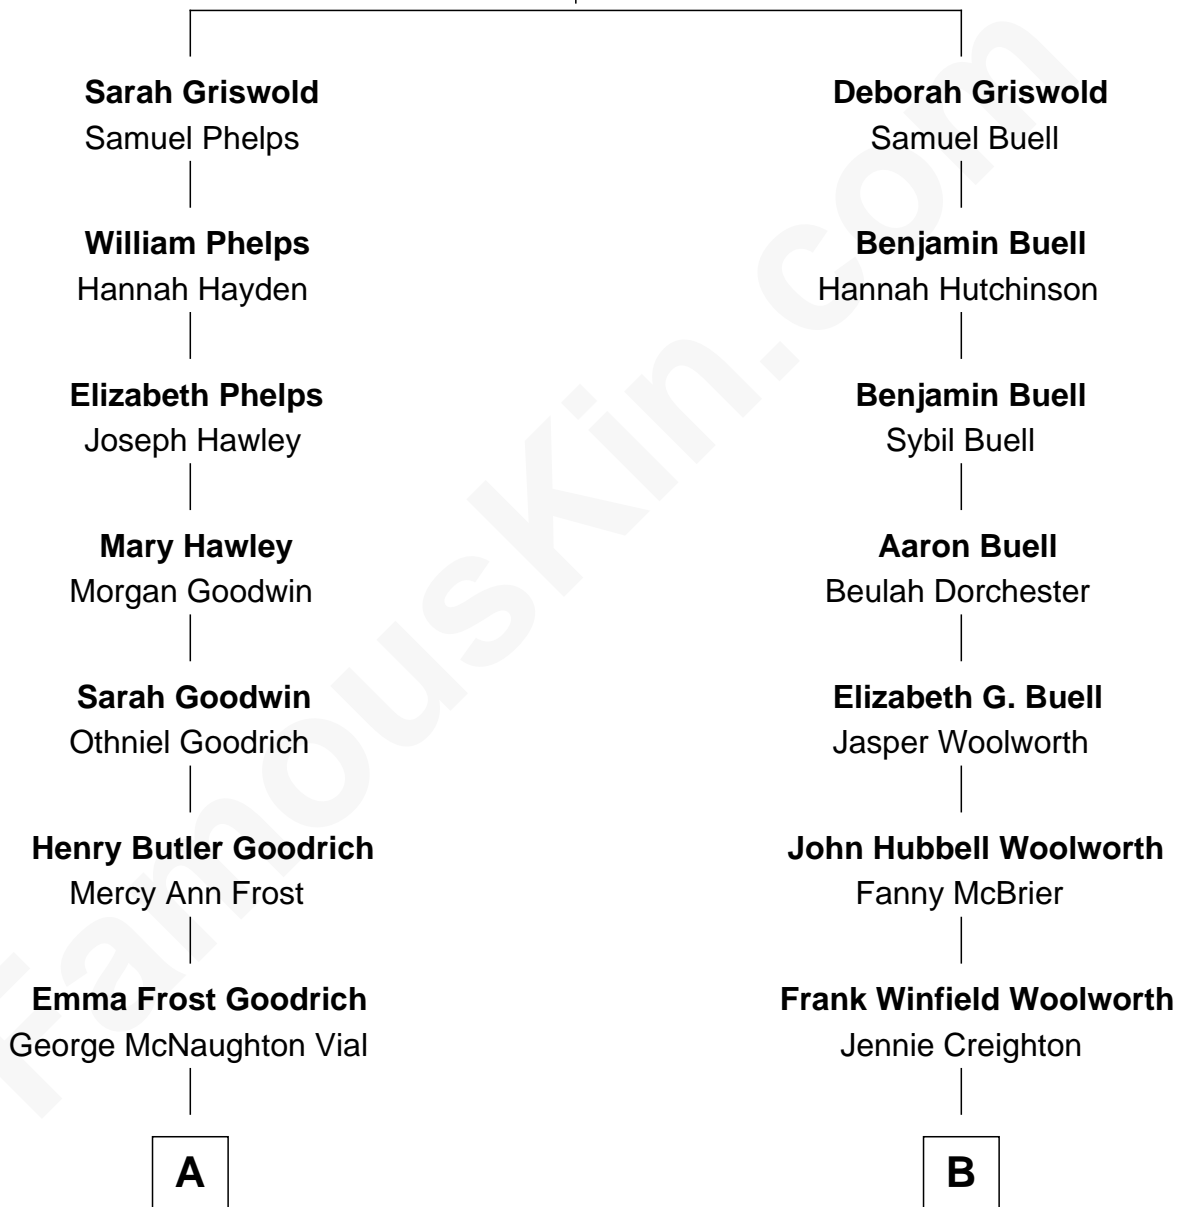 Sarah Griswold
Samuel Phelps
William Phelps
Hannah Hayden
Elizabeth Phelps
Joseph Hawley
Mary Hawley
Morgan Goodwin
Sarah Goodwin
Othniel Goodrich
Henry Butler Goodrich
Mercy Ann Frost
Emma Frost Goodrich
George McNaughton Vial
A
Deborah Griswold
Samuel Buell
Benjamin Buell
Hannah Hutchinson
Benjamin Buell
Sybil Buell
Aaron Buell
Beulah Dorchester
Elizabeth G. Buell
Jasper Woolworth
John Hubbell Woolworth
Fanny McBrier
Frank Winfield Woolworth
Jennie Creighton
B
FamousKin.com